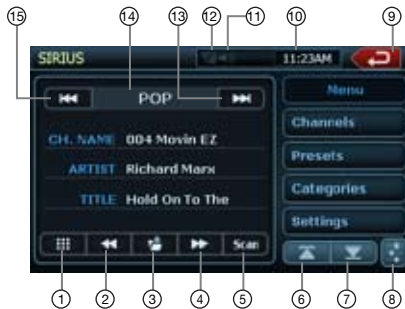 15 14 13 12 11 10 9
SIRIUS 11:23AM
POP Menu
Channels
CH. NAME 004 Movin EZ
Presets
ARTIST Richard Marx
Categories
TITLE Hold On To The
Settings
Scan
1 2 3 4 5 6 7 8